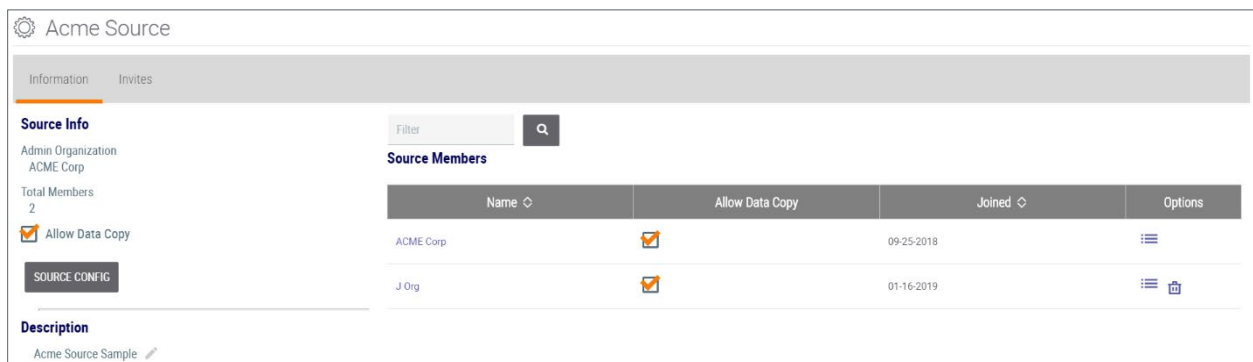 Acme Source
Information Invites
Source Info
Admin Organization
ACME Corp
Total Members
2
Allow Data Copy
SOURCE CONFIG
Description
Acme Source Sample
Filter
Source Members
Name Allow Data Copy Joined Options
ACME Corp 09-25-2018
J Org 01-16-2019